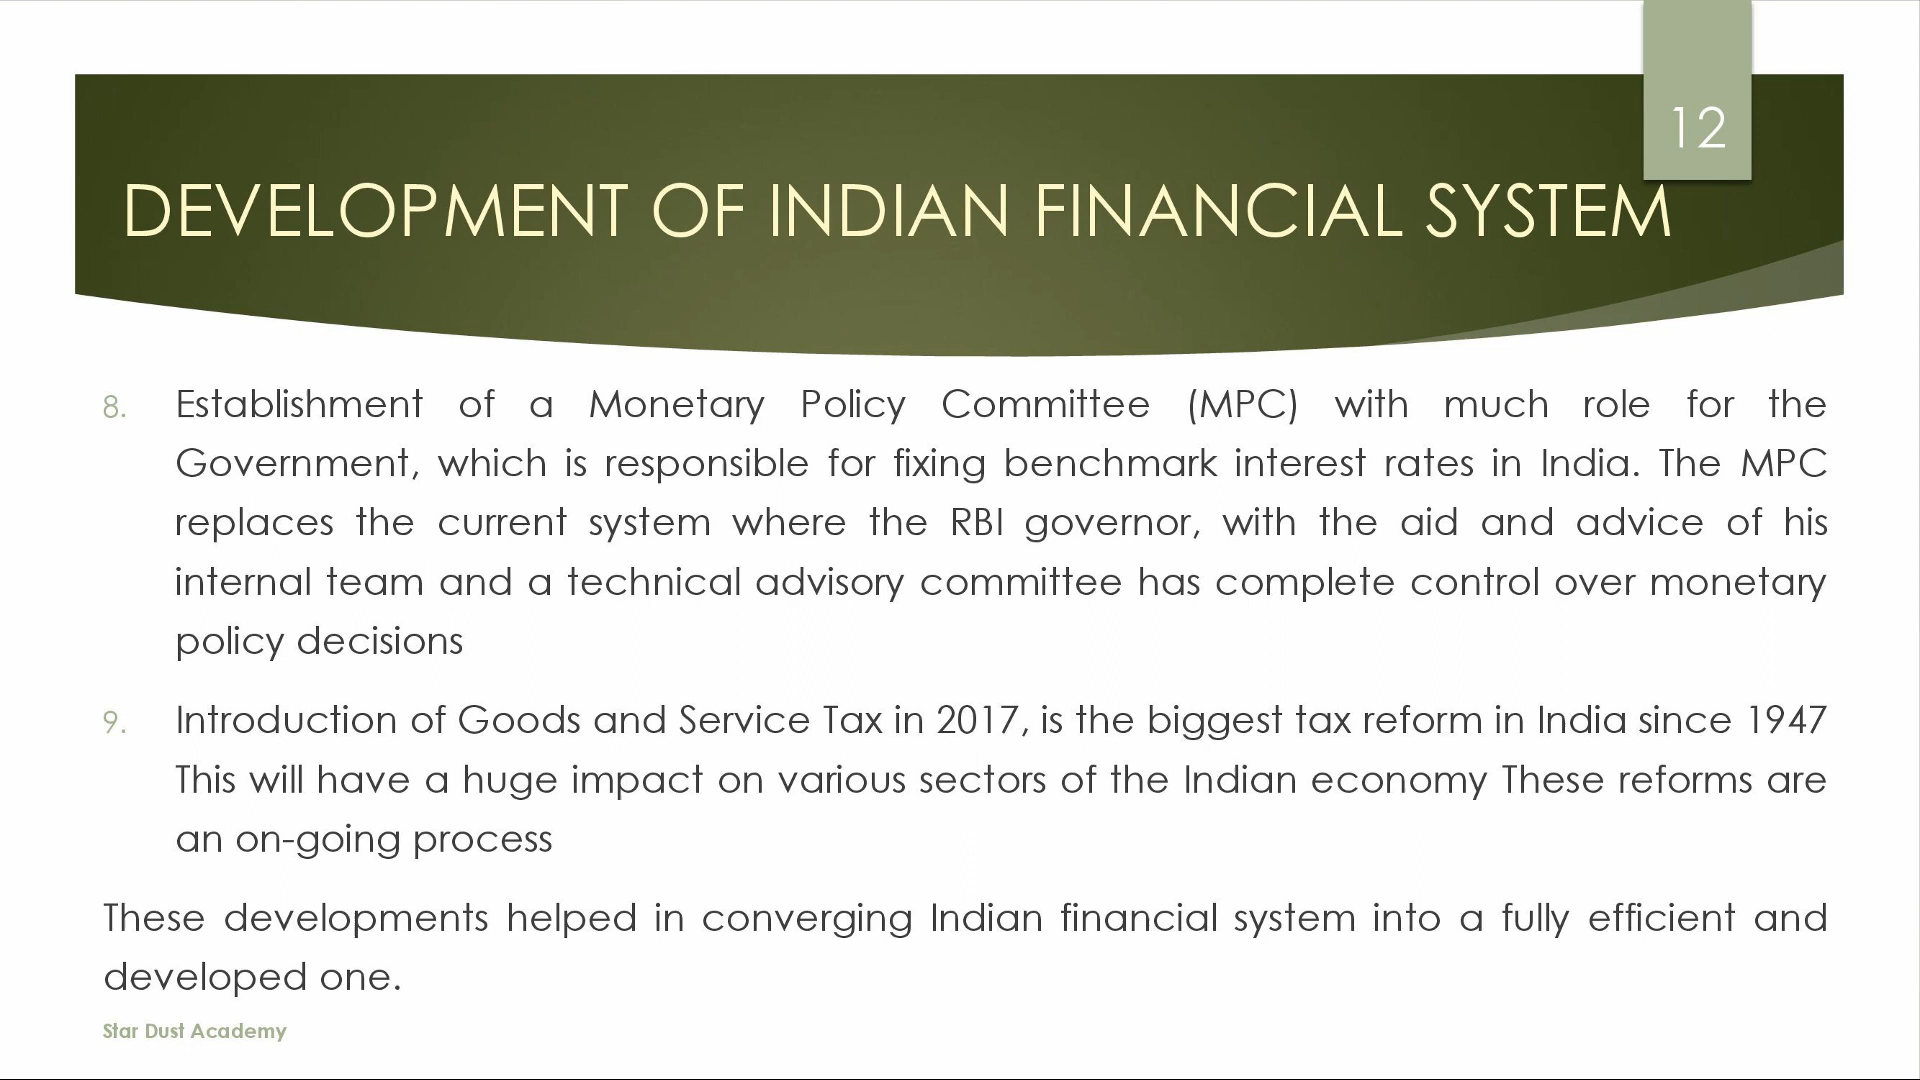 12
DEVELOPMENT OF INDIAN FINANCIAL SYSTEM
8. Establishment of a Monetary Policy Committee (MPC) with much role for the
Government, which is responsible for fixing benchmark interest rates in India. The MPC
replaces the current system where the RBI governor, with the aid and advice of his
internal team and a technical advisory committee has complete control over monetary
policy decisions
9. Introduction of Goods and Service Tax in 2017, is the biggest tax reform in India since 1947
This will have a huge impact on various sectors of the Indian economy These reforms are
an on-going process
These developments helped in converging Indian financial system into a fully efficient and
developed one.
Star Dust Academy